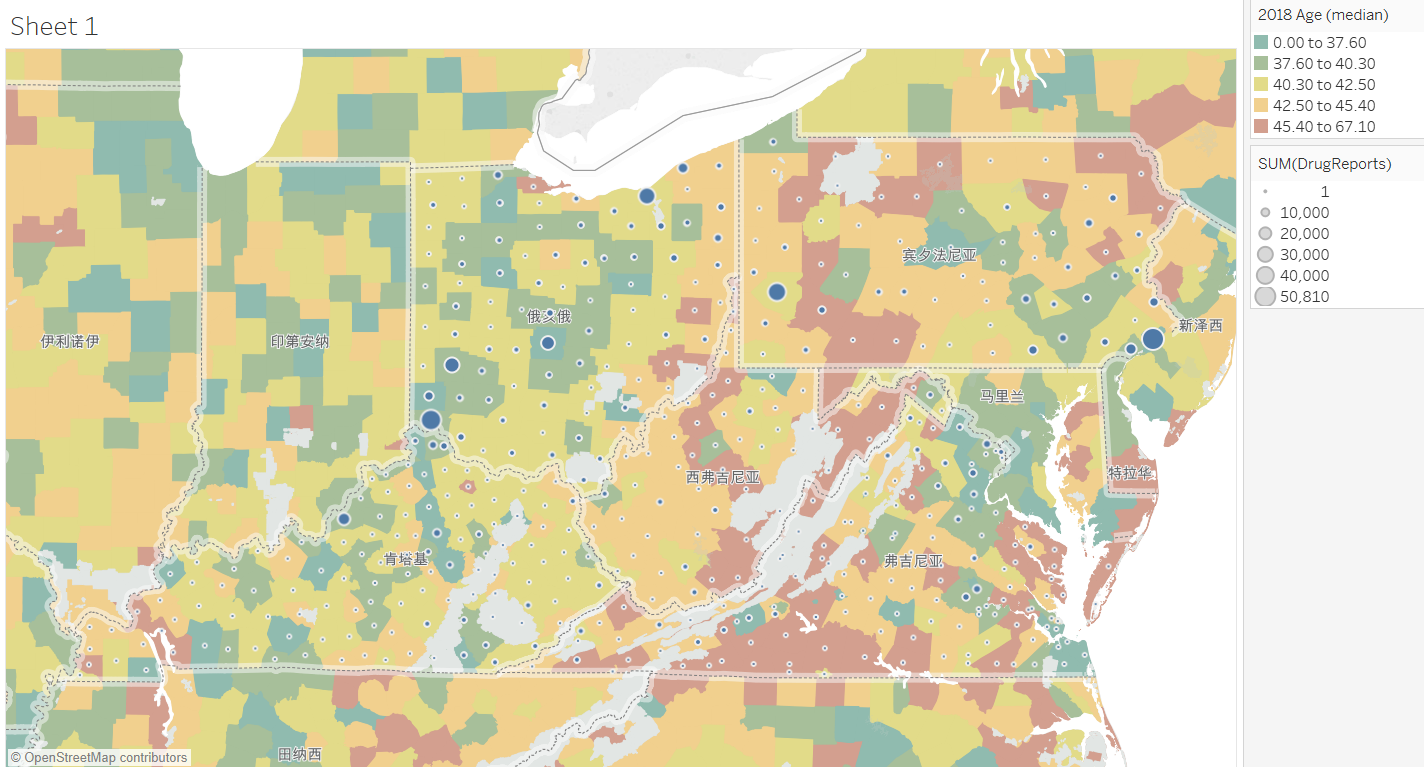 Sheet 1
2018 Age (median)
0.00 to 37.60
37.60 to 40.30
40.30 to 42.50
42.50 to 45.40
45.40 to 67.10
SUM(DrugReports)
1
10,000
20,000
30,000
40,000
50,810
宾夕法尼亚
俄亥俄
新泽西
伊利诺伊
印第安纳
马里兰
特拉华
西弗吉尼亚
肯塔基
弗吉尼亚
田纳西
© OpenStreetMap contributors